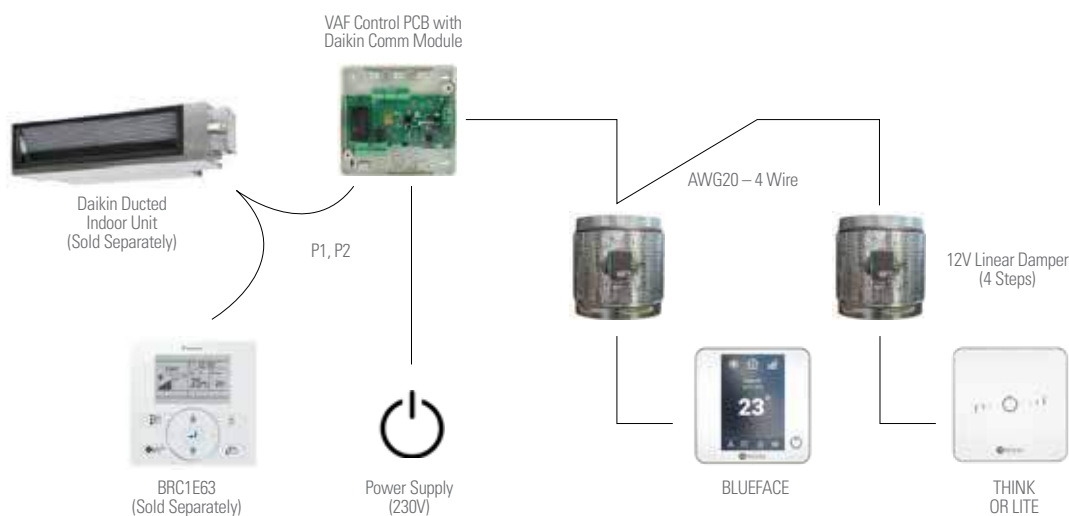 VAF Control PCB with
Daikin Comm Module
Daikin Ducted
Indoor Unit
(Sold Separately)
P1, P2
AWG20 – 4 Wire
12V Linear Damper
(4 Steps)
23°
BRC1E63
(Sold Separately)
Power Supply
(230V)
BLUEFACE
THINK
OR LITE